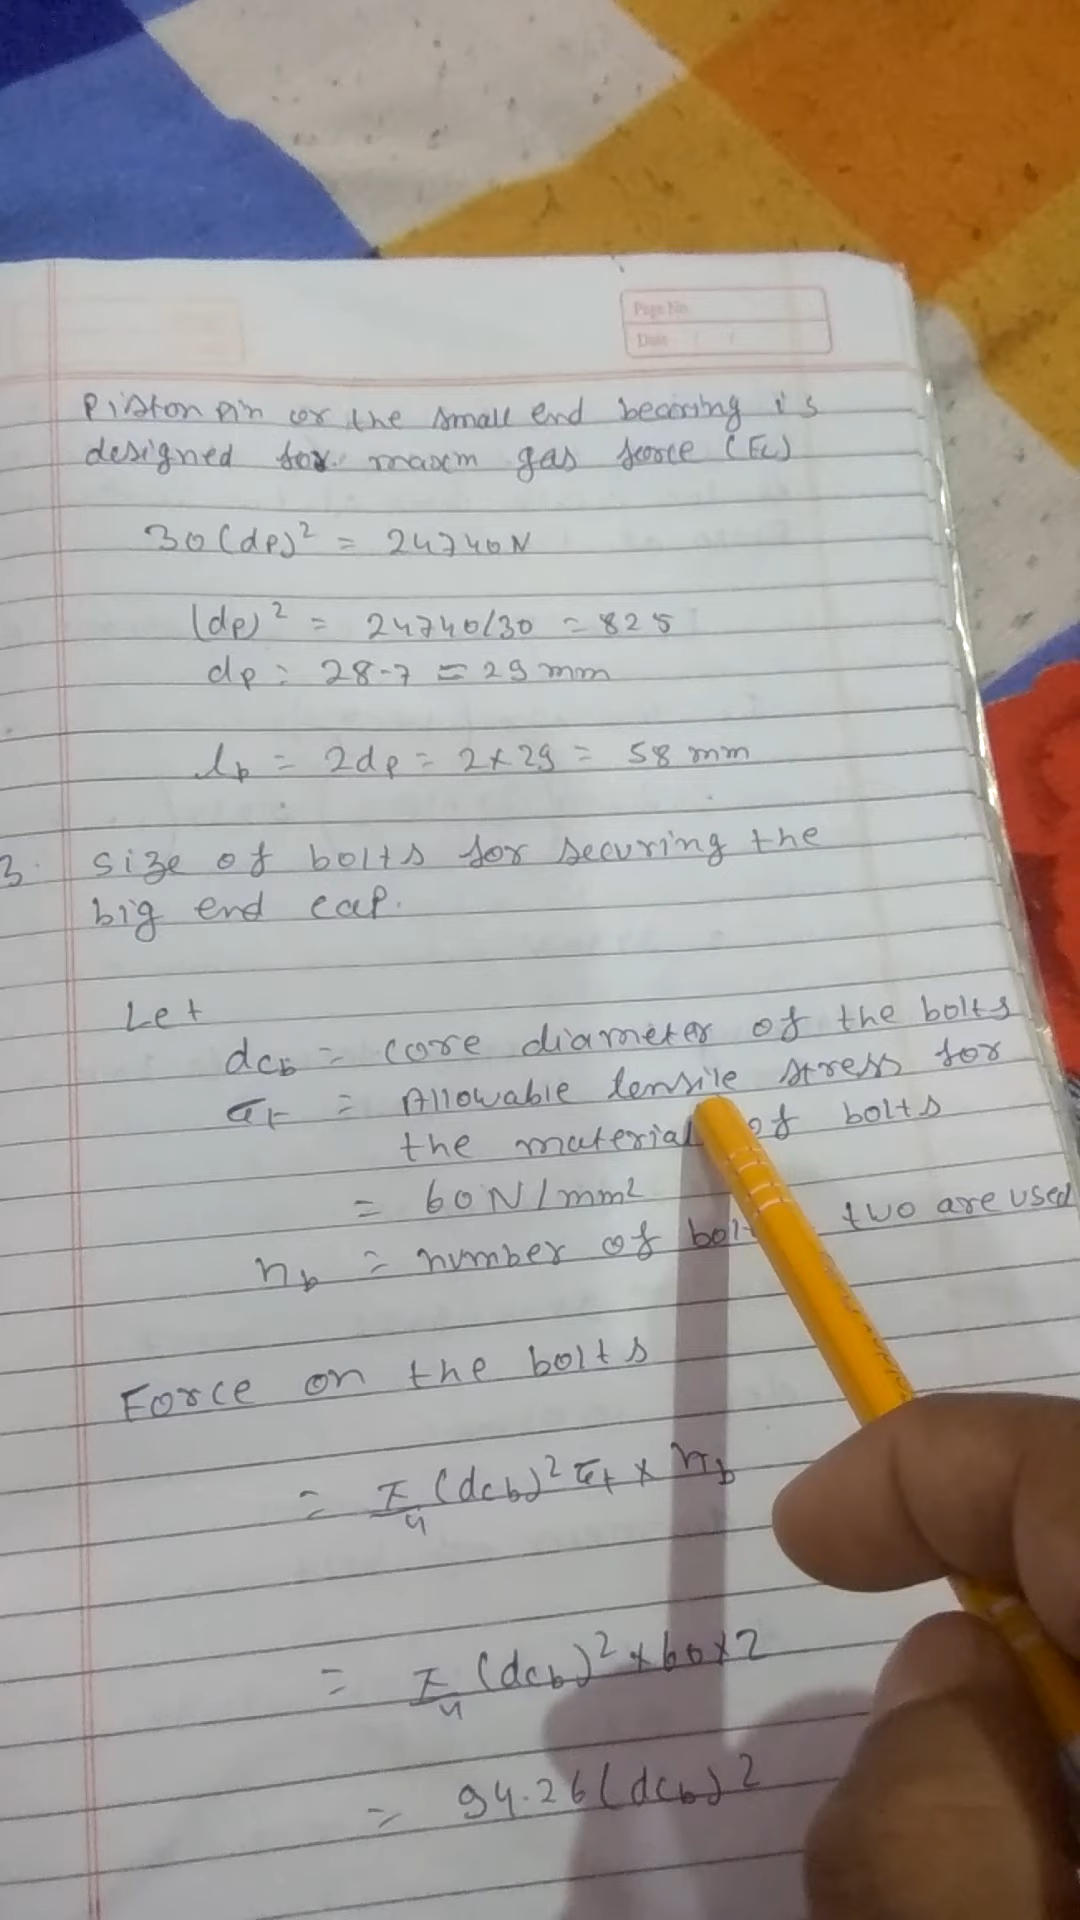 Page No.
Date / /
Piston pin or the small end bearing is
designed for maxm gas force (FL)
30(dp)² = 24740N
(dp)² = 24740/30 = 825
dp = 28.7 = 29 mm
lp = 2dp = 2×29 = 58 mm
3. size of bolts for securing the
big end cap.
Let
dcb = core diameter of the bolts
σt = Allowable tensile stress for
the material of bolts
= 60N/mm²
nb = number of two are used
Force on the bolts
= π/4 (dcb)² σt × nb
= π/4 (dcb)² × 60×2
= 94.26(dcb)²